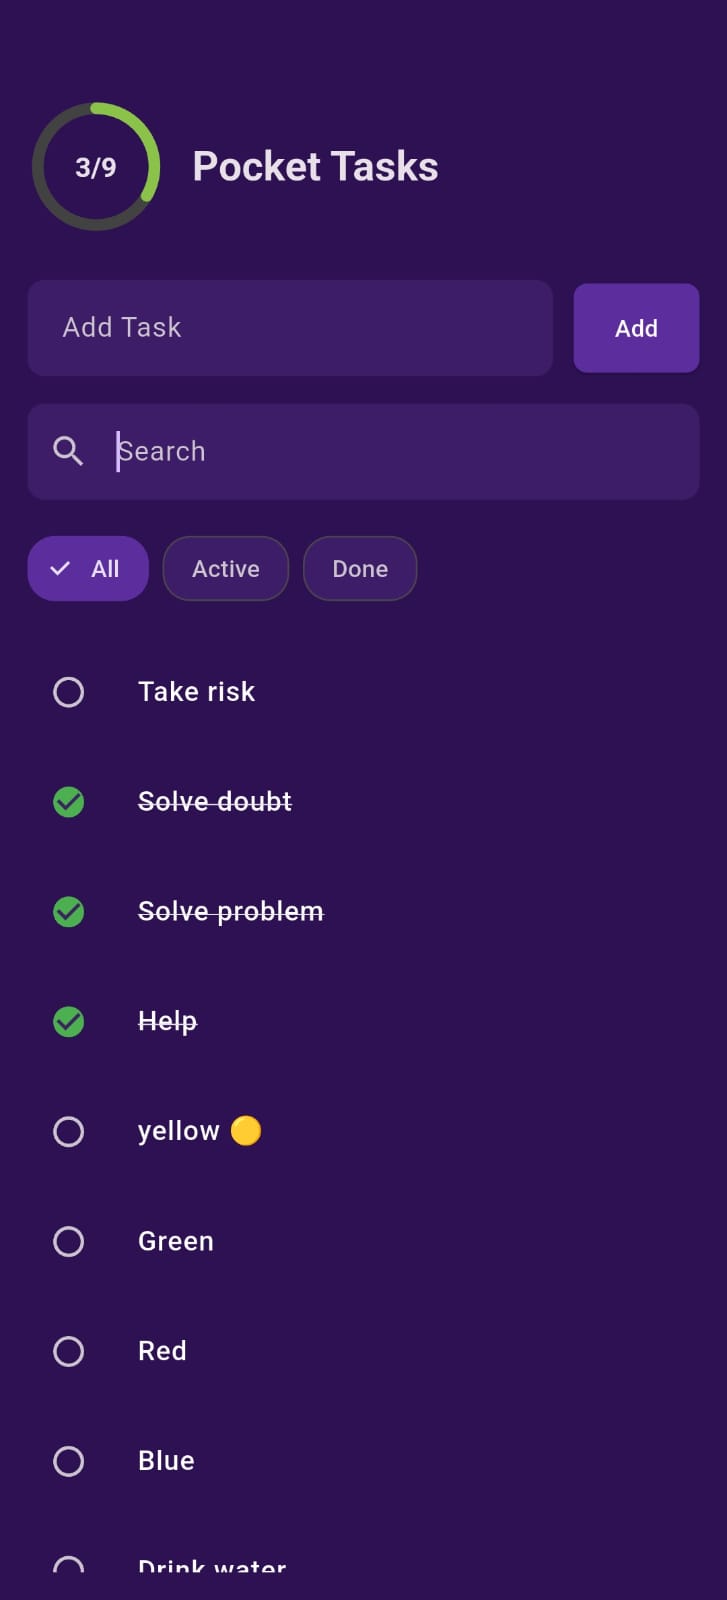 3/9
Pocket Tasks
Add Task
Add
Search
All
Active
Done
Take risk
Solve doubt
Solve problem
Help
yellow 🟡
Green
Red
Blue
Drink water